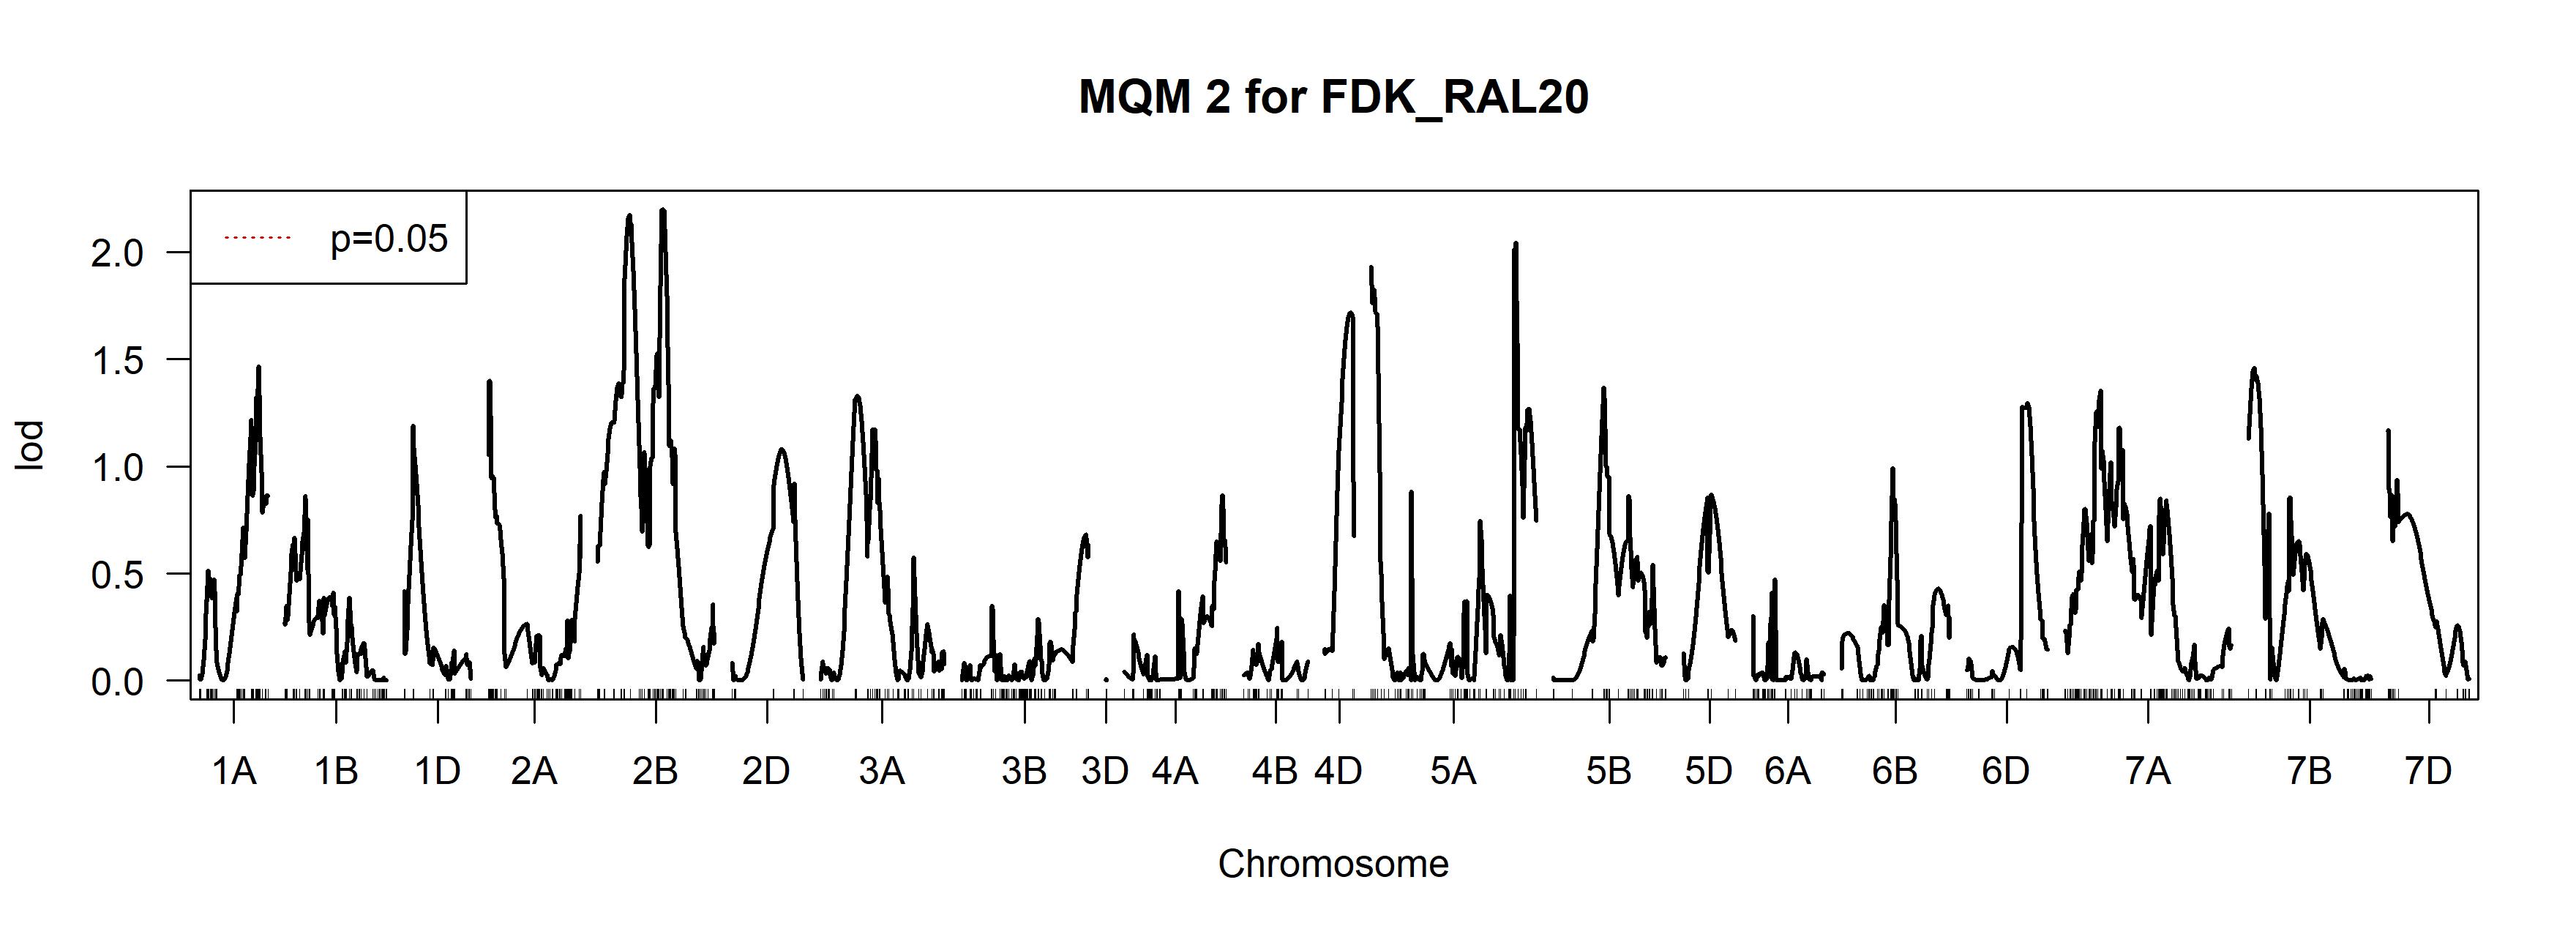 MQM 2 for FDK_RAL20
p=0.05
2.0
1.5
1.0
0.5
0.0
lod
1A 1B 1D 2A 2B 2D 3A 3B 3D 4A 4B 4D 5A 5B 5D 6A 6B 6D 7A 7B 7D
Chromosome